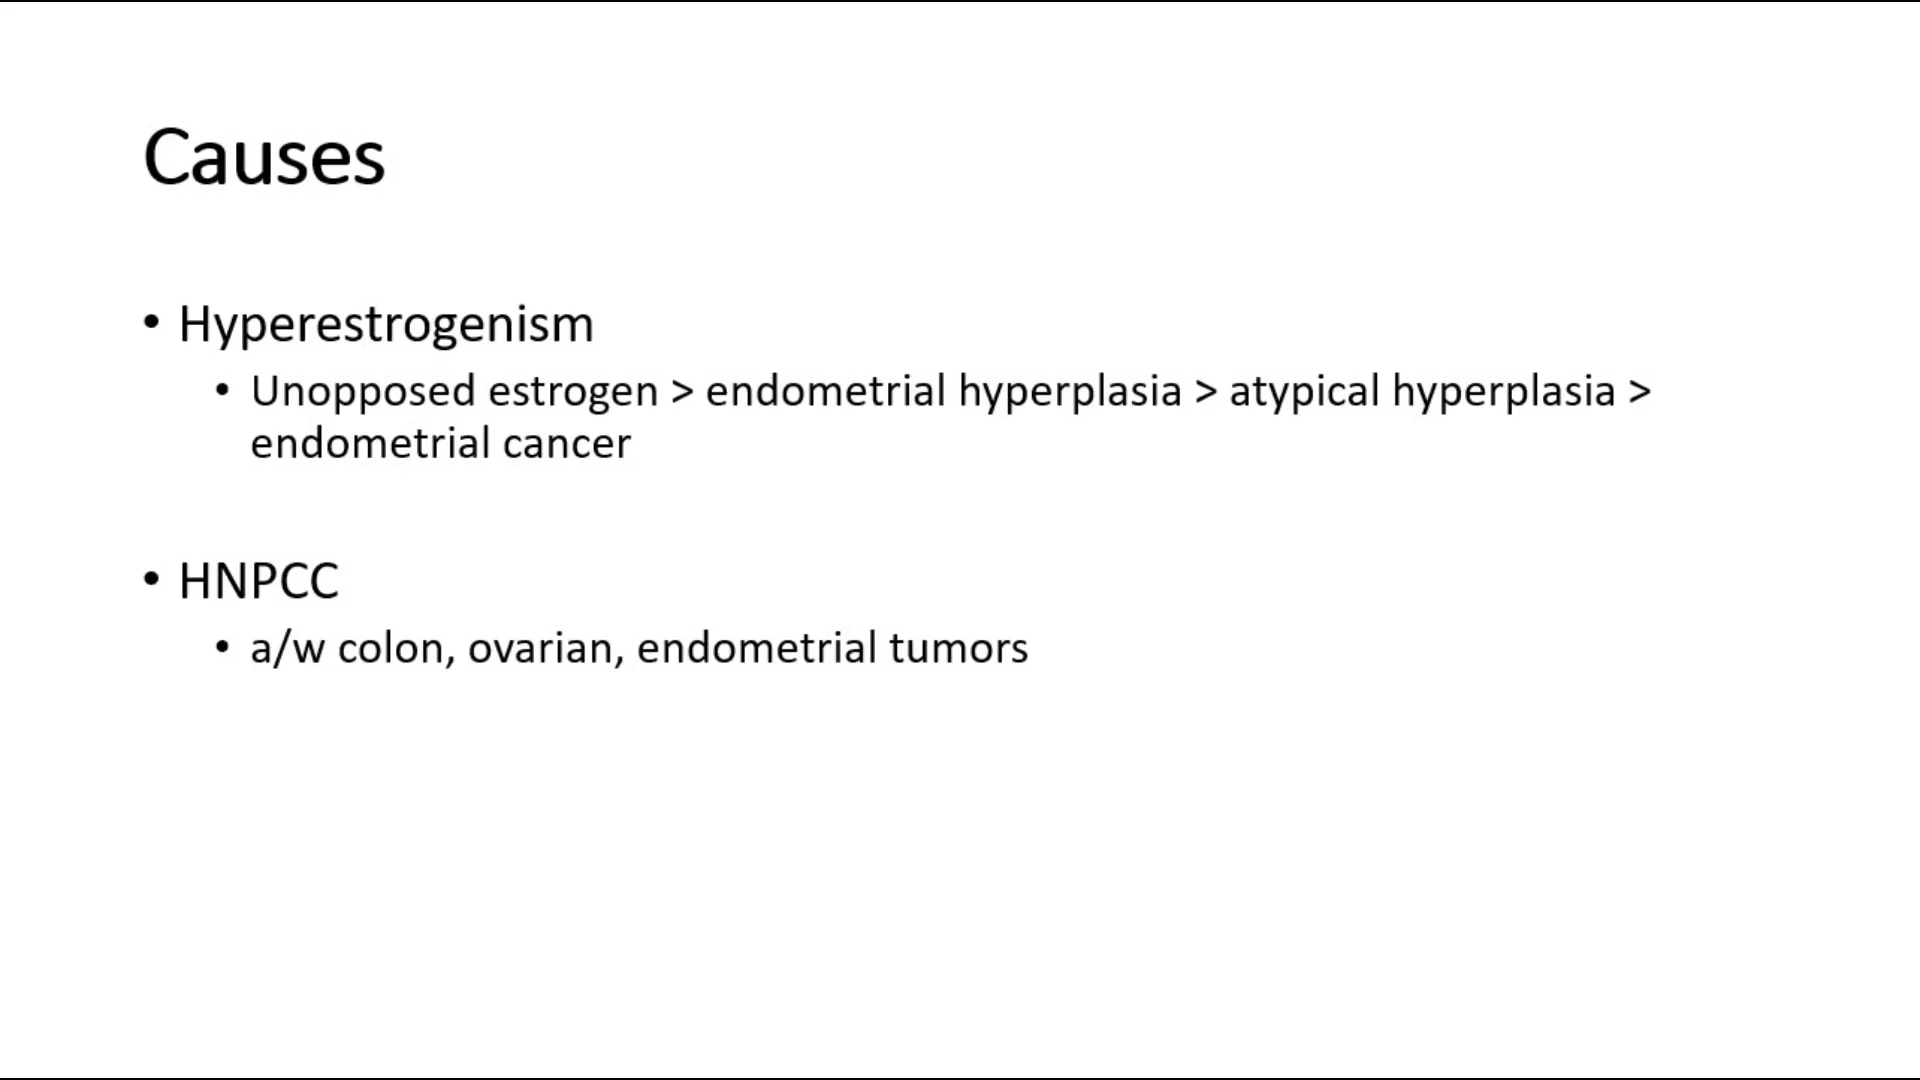 Causes
• Hyperestrogenism
• Unopposed estrogen > endometrial hyperplasia > atypical hyperplasia >
endometrial cancer
• HNPCC
• a/w colon, ovarian, endometrial tumors